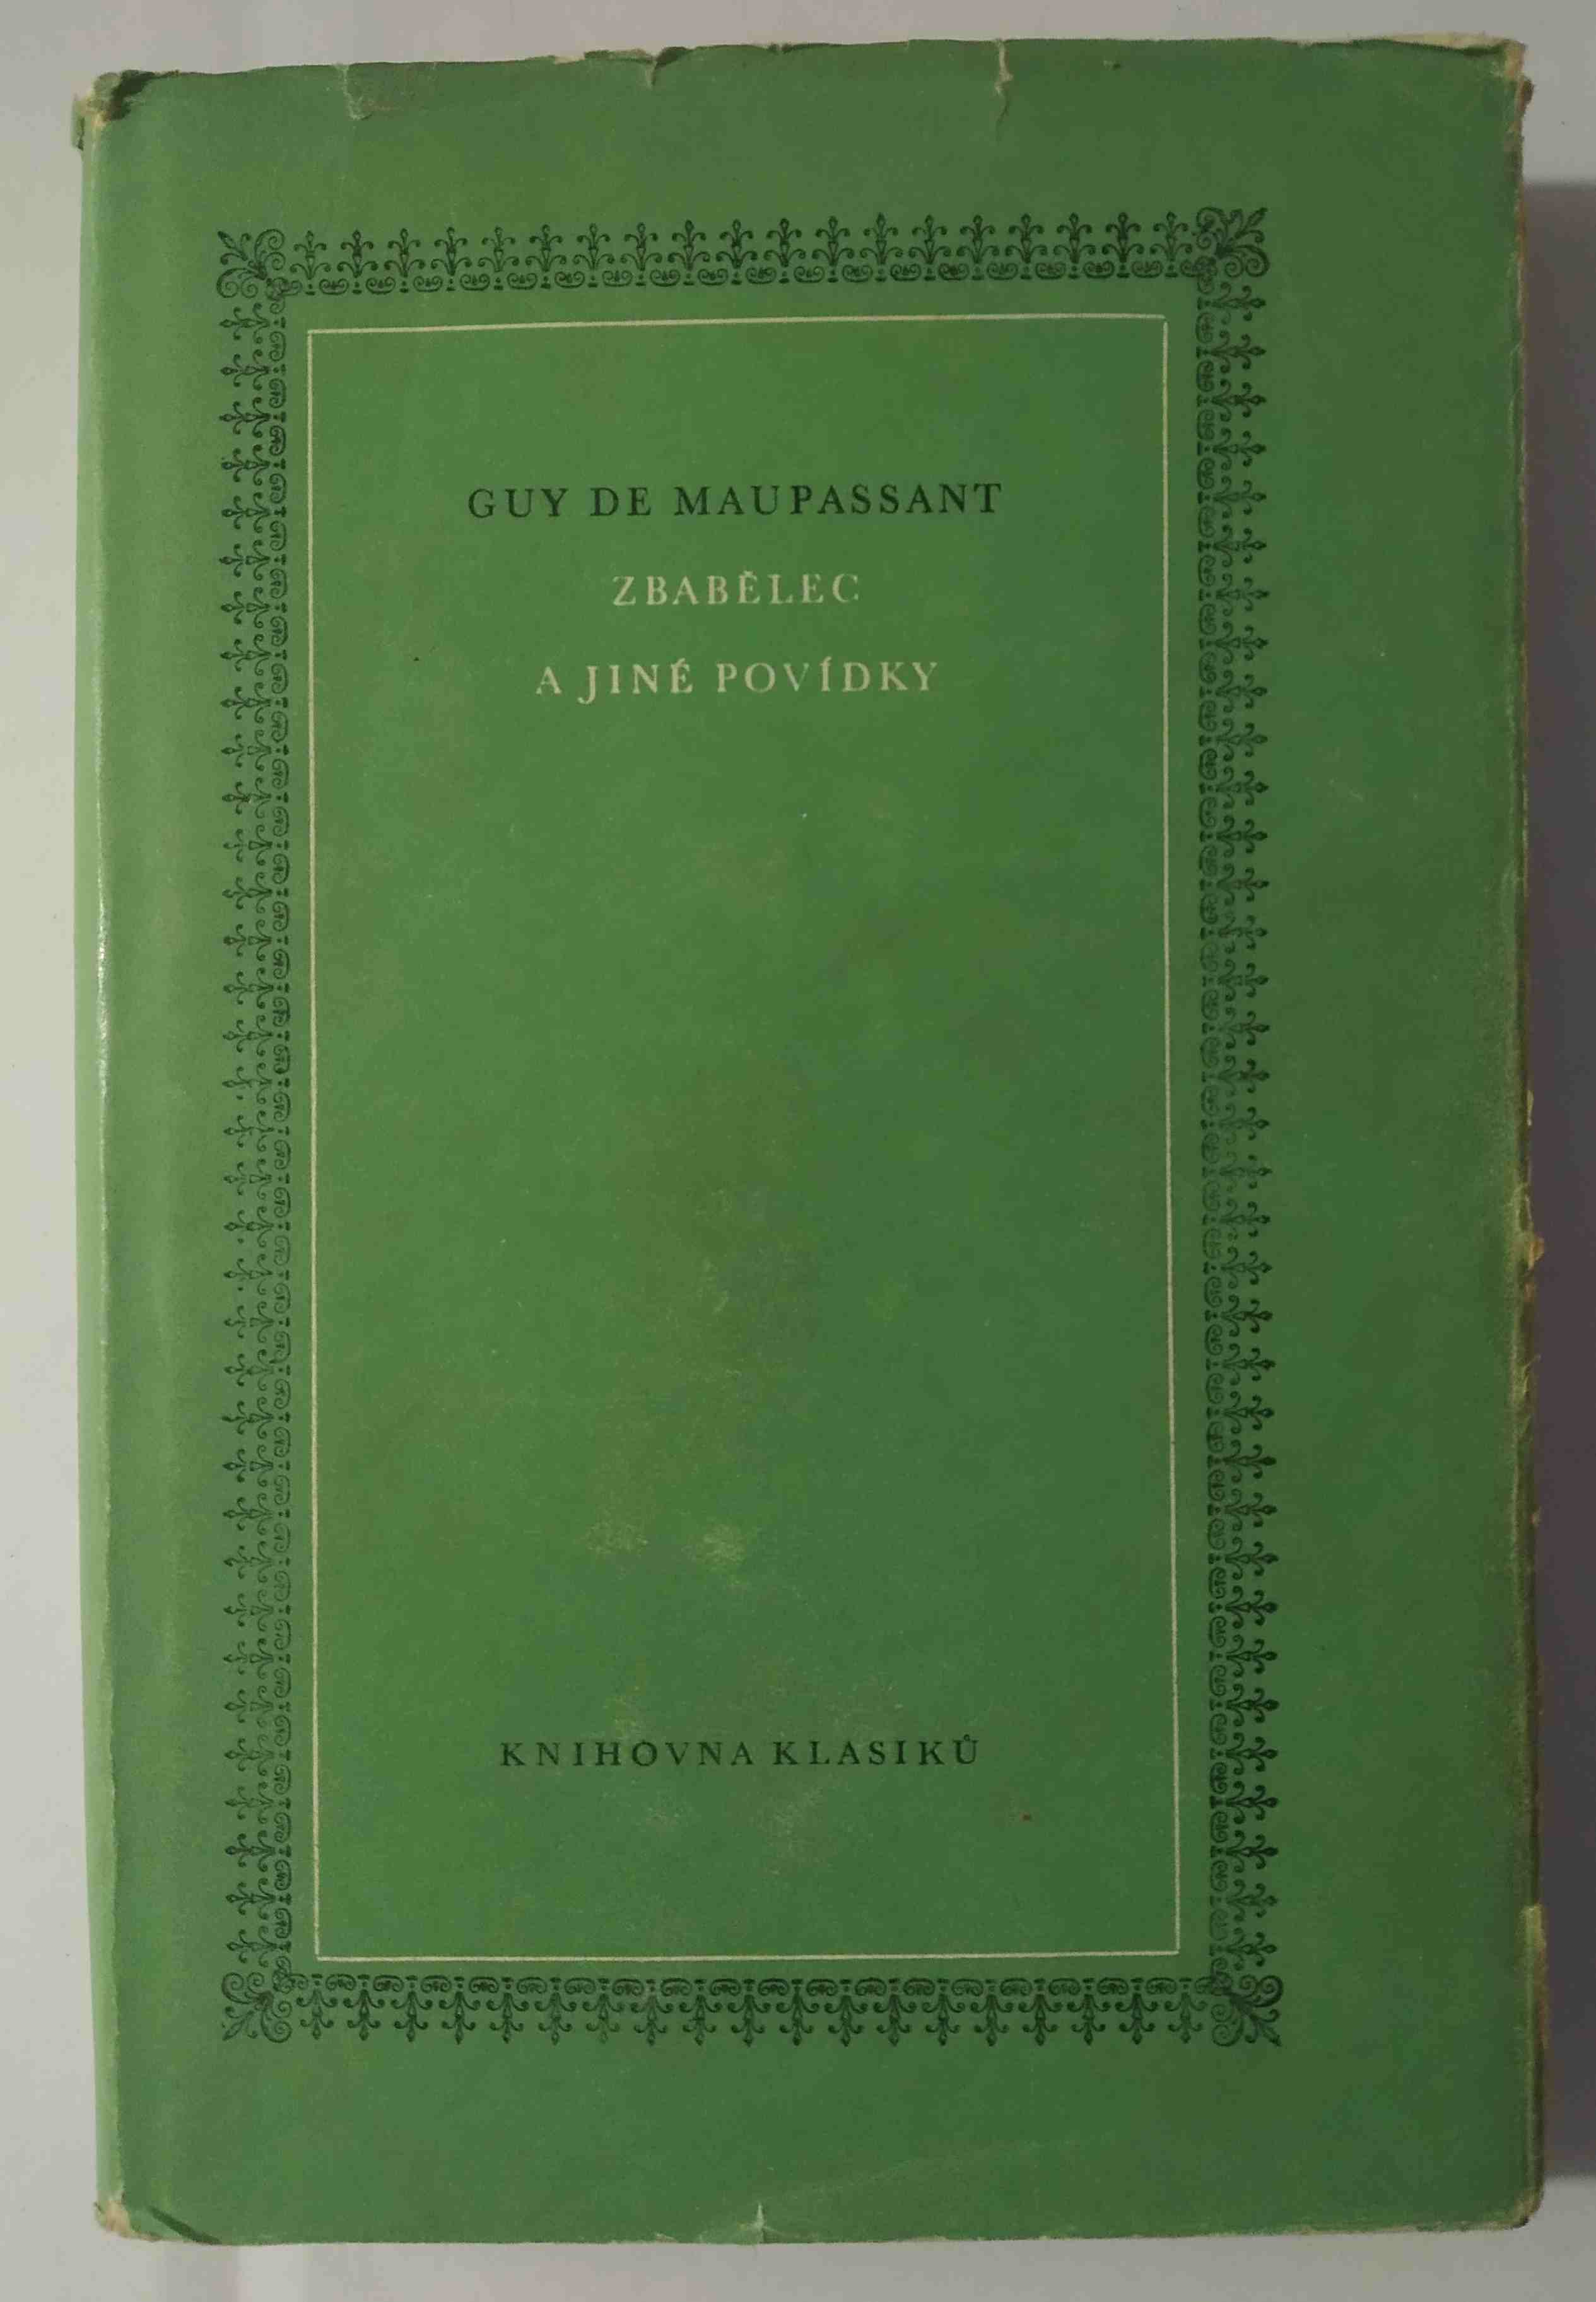 GUY DE MAUPASSANT
ZBABĚLEC
A JINÉ POVÍDKY
KNIHOVNA KLASIKŮ